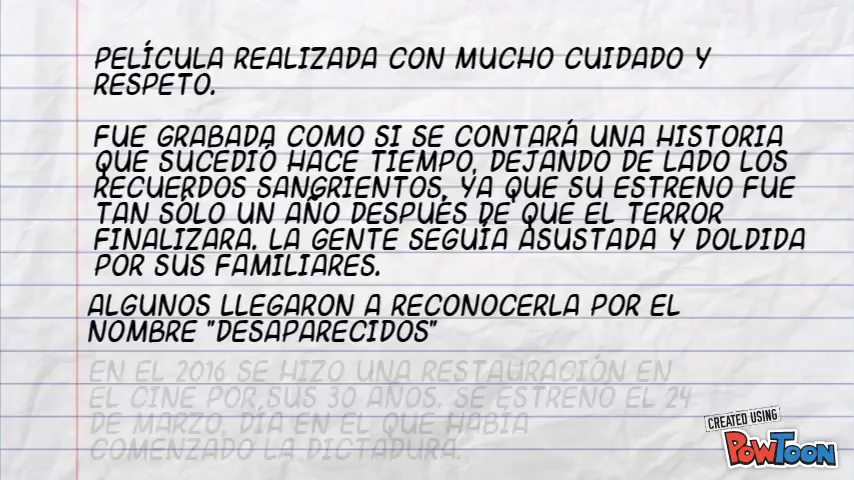 PELÍCULA REALIZADA CON MUCHO CUIDADO Y
RESPETO.
FUE GRABADA COMO SI SE CONTARÁ UNA HISTORIA
QUE SUCEDIÓ HACE TIEMPO, DEJANDO DE LADO LOS
RECUERDOS SANGRIENTOS, YA QUE SU ESTRENO FUE
TAN SÓLO UN AÑO DESPUÉS DE QUE EL TERROR
FINALIZARA. LA GENTE SEGUÍA ASUSTADA Y DOLDIDA
POR SUS FAMILIARES.
ALGUNOS LLEGARON A RECONOCERLA POR EL
NOMBRE "DESAPARECIDOS"
EN EL 2016 SE HIZO UNA RESTAURACIÓN EN
EL CINE POR SUS 30 AÑOS. SE ESTRENO EL 24
DE MARZO, DÍA EN EL QUE HABÍA
COMENZADO LA DICTADURA.
CREATED USING
POWTOON